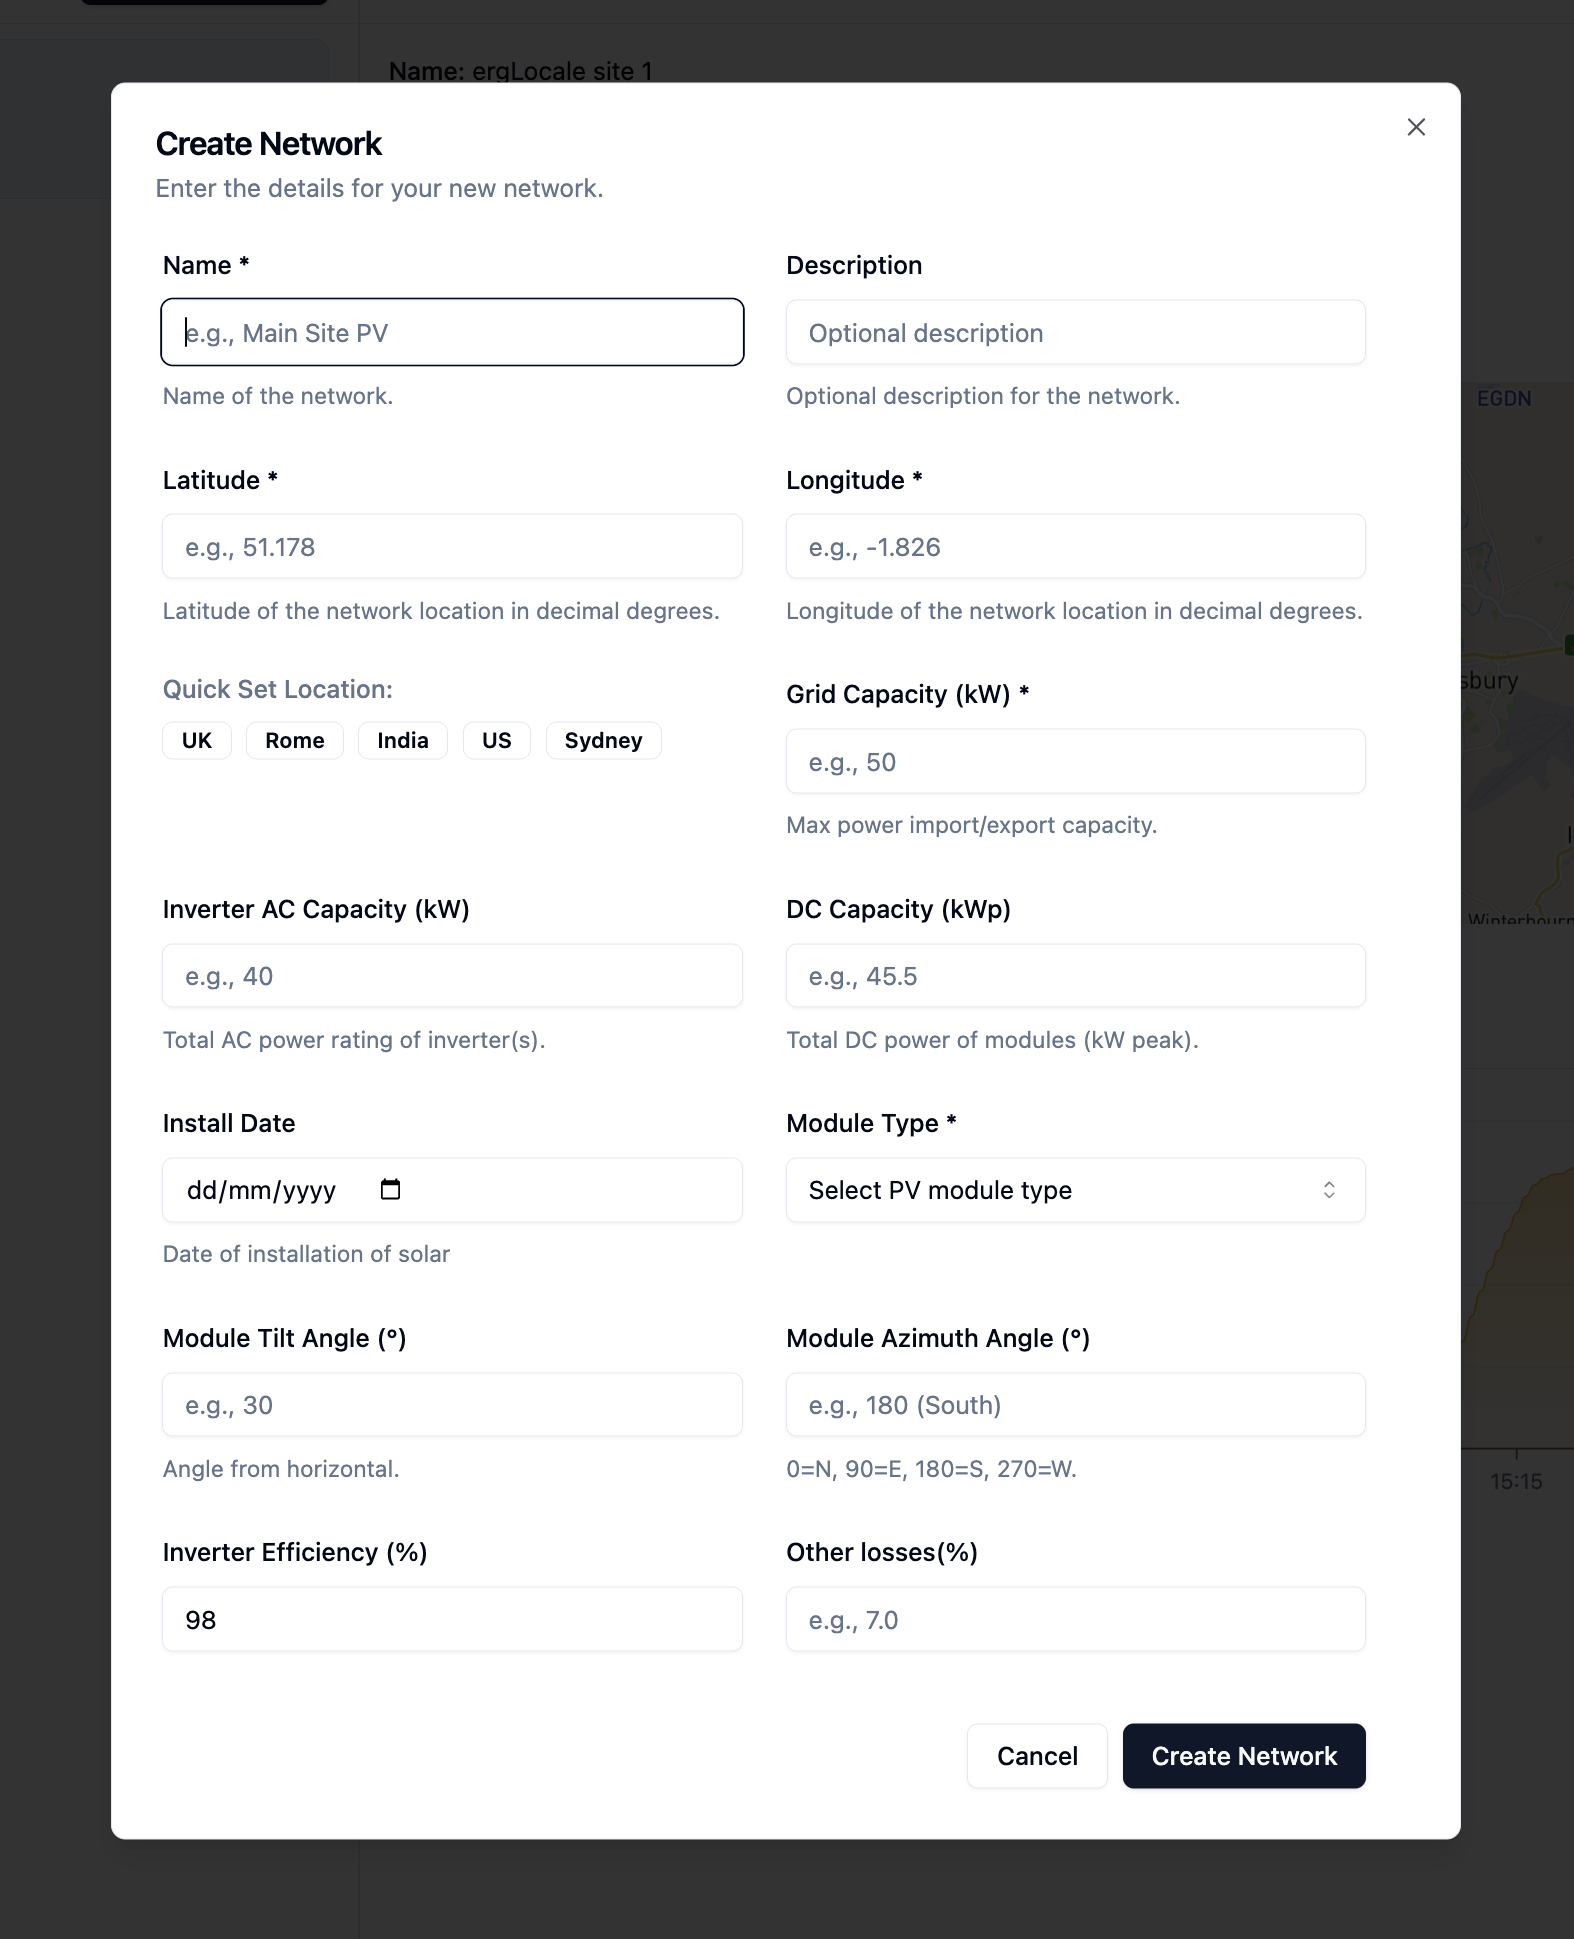 Name: ergLocale site 1
Create Network
Enter the details for your new network.
Name *
Description
e.g., Main Site PV
Optional description
Name of the network.
Optional description for the network.
EGDN
Latitude *
Longitude *
e.g., 51.178
e.g., -1.826
Latitude of the network location in decimal degrees.
Longitude of the network location in decimal degrees.
Quick Set Location:
Grid Capacity (kW) *
sbury
UK
Rome
India
US
Sydney
e.g., 50
Max power import/export capacity.
Inverter AC Capacity (kW)
DC Capacity (kWp)
Winterbourn
e.g., 40
e.g., 45.5
Total AC power rating of inverter(s).
Total DC power of modules (kW peak).
Install Date
Module Type *
dd/mm/yyyy
Select PV module type
Date of installation of solar
Module Tilt Angle (°)
Module Azimuth Angle (°)
e.g., 30
e.g., 180 (South)
Angle from horizontal.
0=N, 90=E, 180=S, 270=W.
15:15
Inverter Efficiency (%)
Other losses(%)
98
e.g., 7.0
Cancel
Create Network